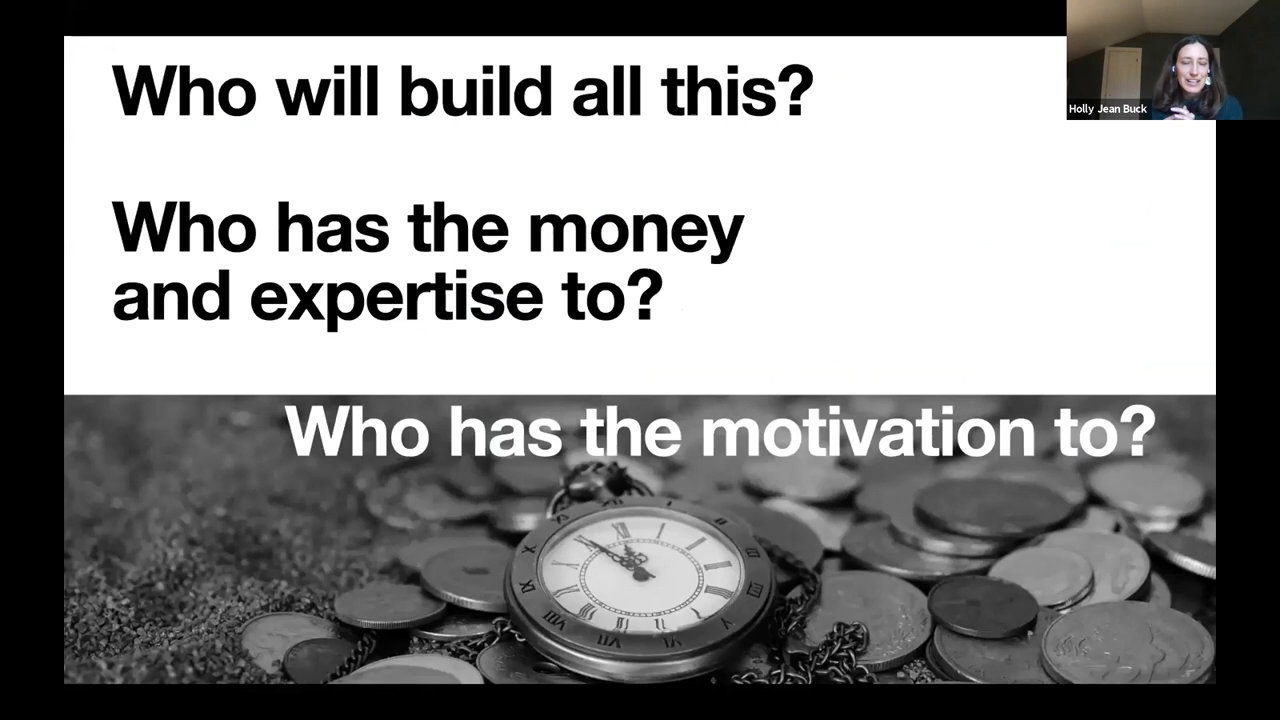 Who will build all this?
Holly Jean Buck
Who has the money
and expertise to?
Who has the motivation to?